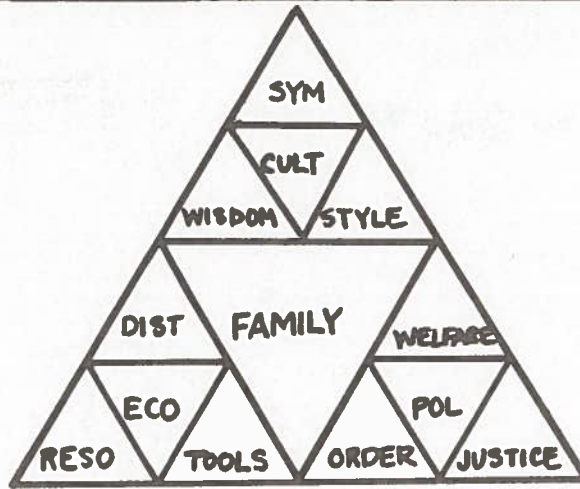 SYM
CULT
WISDOM STYLE
DIST FAMILY WELFARE
ECO POL
RESO TOOLS ORDER JUSTICE